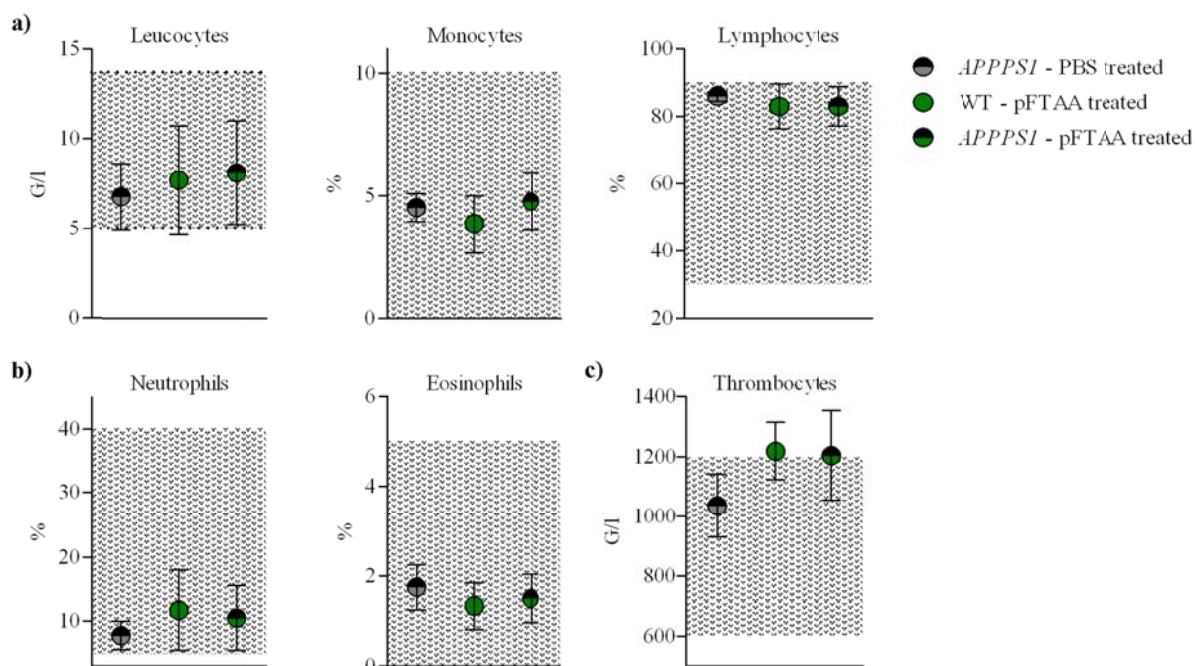 a)
Leucocytes
Monocytes
Lymphocytes
15
10
5
0
G/l
10
5
0
%
100
80
60
40
20
%
APPPS1 - PBS treated
WT - pFTAA treated
APPPS1 - pFTAA treated
b)
Neutrophils
Eosinophils
c)
Thrombocytes
40
30
20
10
%
6
4
2
0
%
1400
1200
1000
800
600
G/l